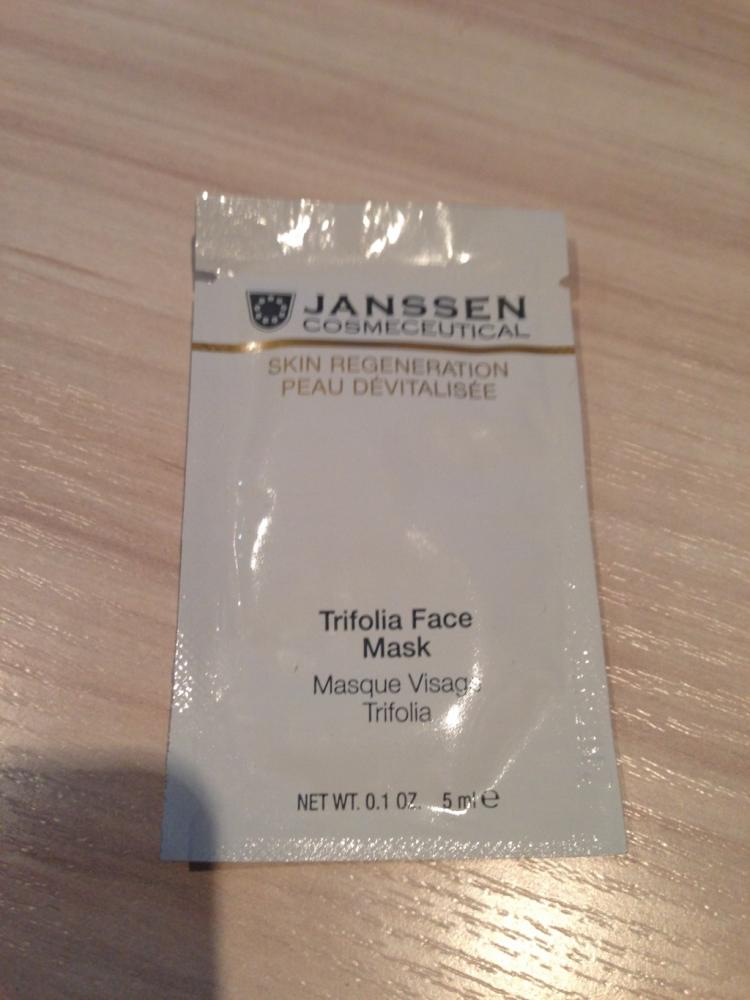 JANSSEN
COSMECEUTICAL
SKIN REGENERATION
PEAU DÉVITALISÉE
Trifolia Face
Mask
Masque Visage
Trifolia
NET WT. 0.1 OZ. 5 ml ℮